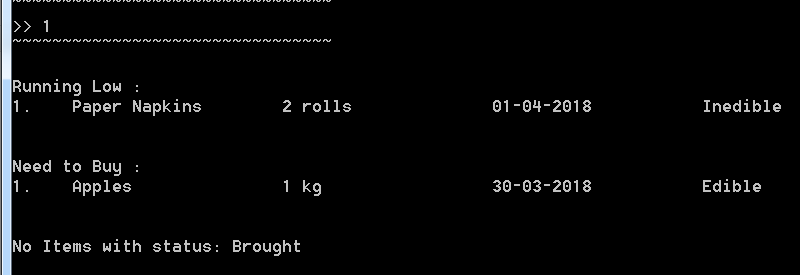 ~~~~~~~~~~~~~~~~~~~~~~~~~~~~~~~~
>> 1
~~~~~~~~~~~~~~~~~~~~~~~~~~~~~~~~
Running Low :
1. Paper Napkins 2 rolls 01-04-2018 Inedible
Need to Buy :
1. Apples 1 kg 30-03-2018 Edible
No Items with status: Brought